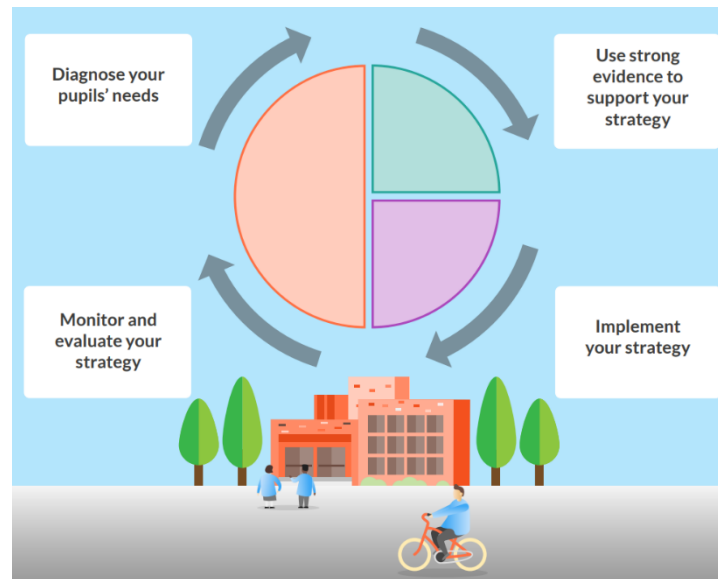 Diagnose your
pupils' needs
Use strong
evidence to
support your
strategy
Implement
your strategy
Monitor and
evaluate your
strategy